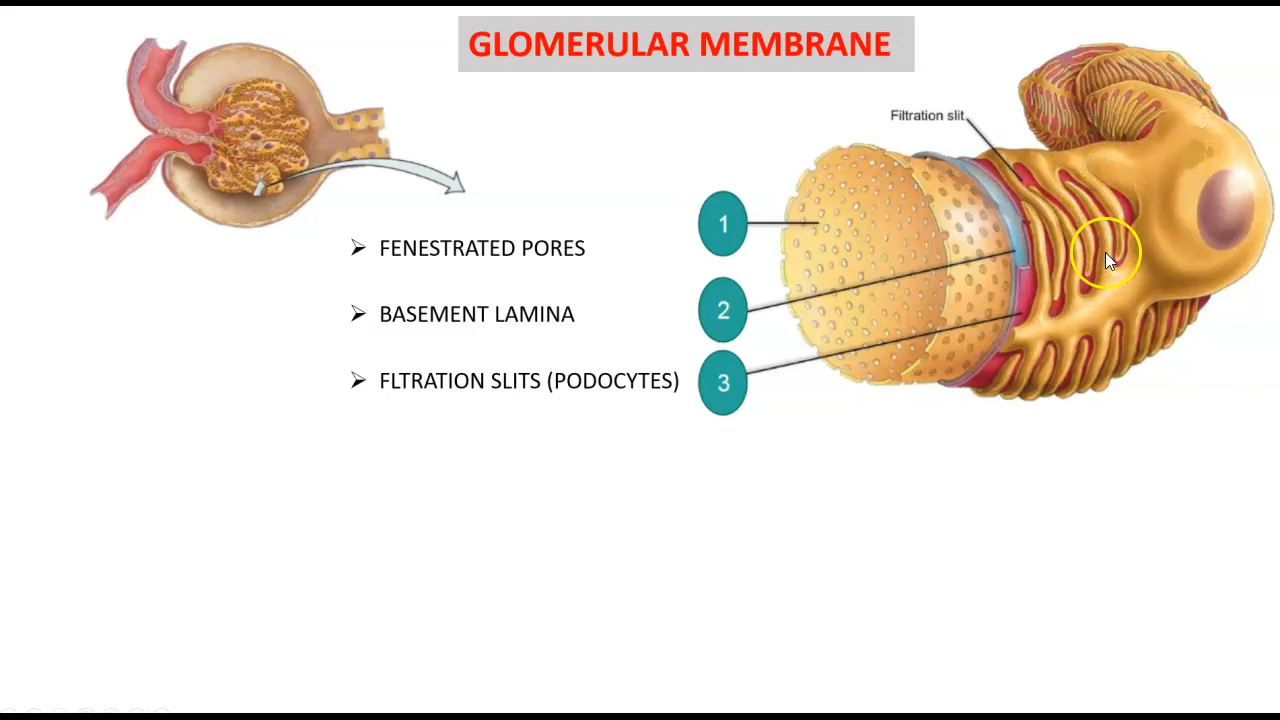 GLOMERULAR MEMBRANE
Filtration slit
1
➢ FENESTRATED PORES
2
➢ BASEMENT LAMINA
3
➢ FLTRATION SLITS (PODOCYTES)